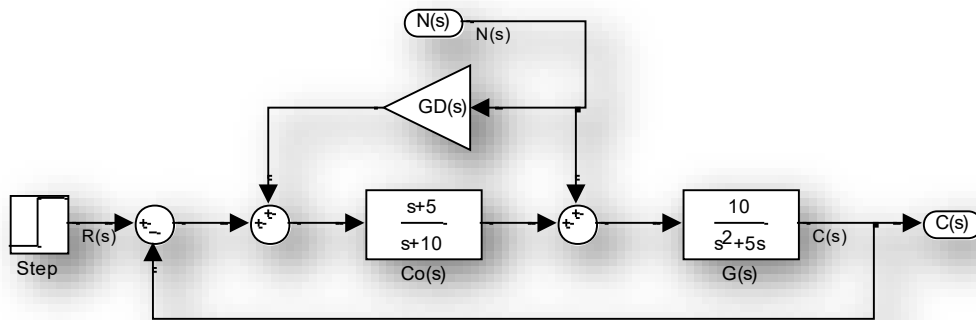 N(s)
N(s)
GD(s)
Step
R(s)
s+5
s+10
Co(s)
10
s²+5s
G(s)
C(s)
C(s)